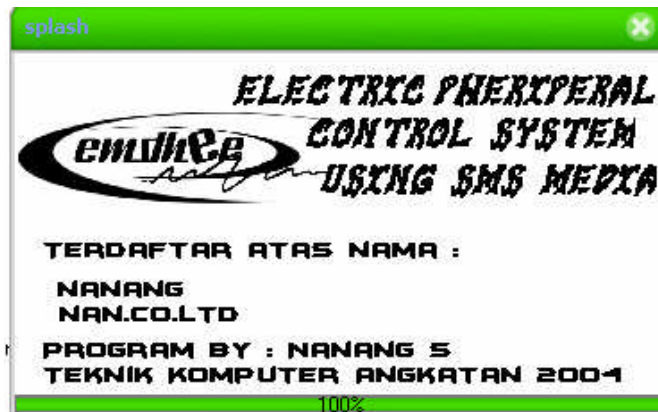 splash
ELECTRIC PHERIPERAL
CONTROL SYSTEM
emdhee
USING SMS MEDIA
TERDAFTAR ATAS NAMA :
NANANG
NAN.CO.LTD
PROGRAM BY : NANANG S
TEKNIK KOMPUTER ANGKATAN 2004
100%